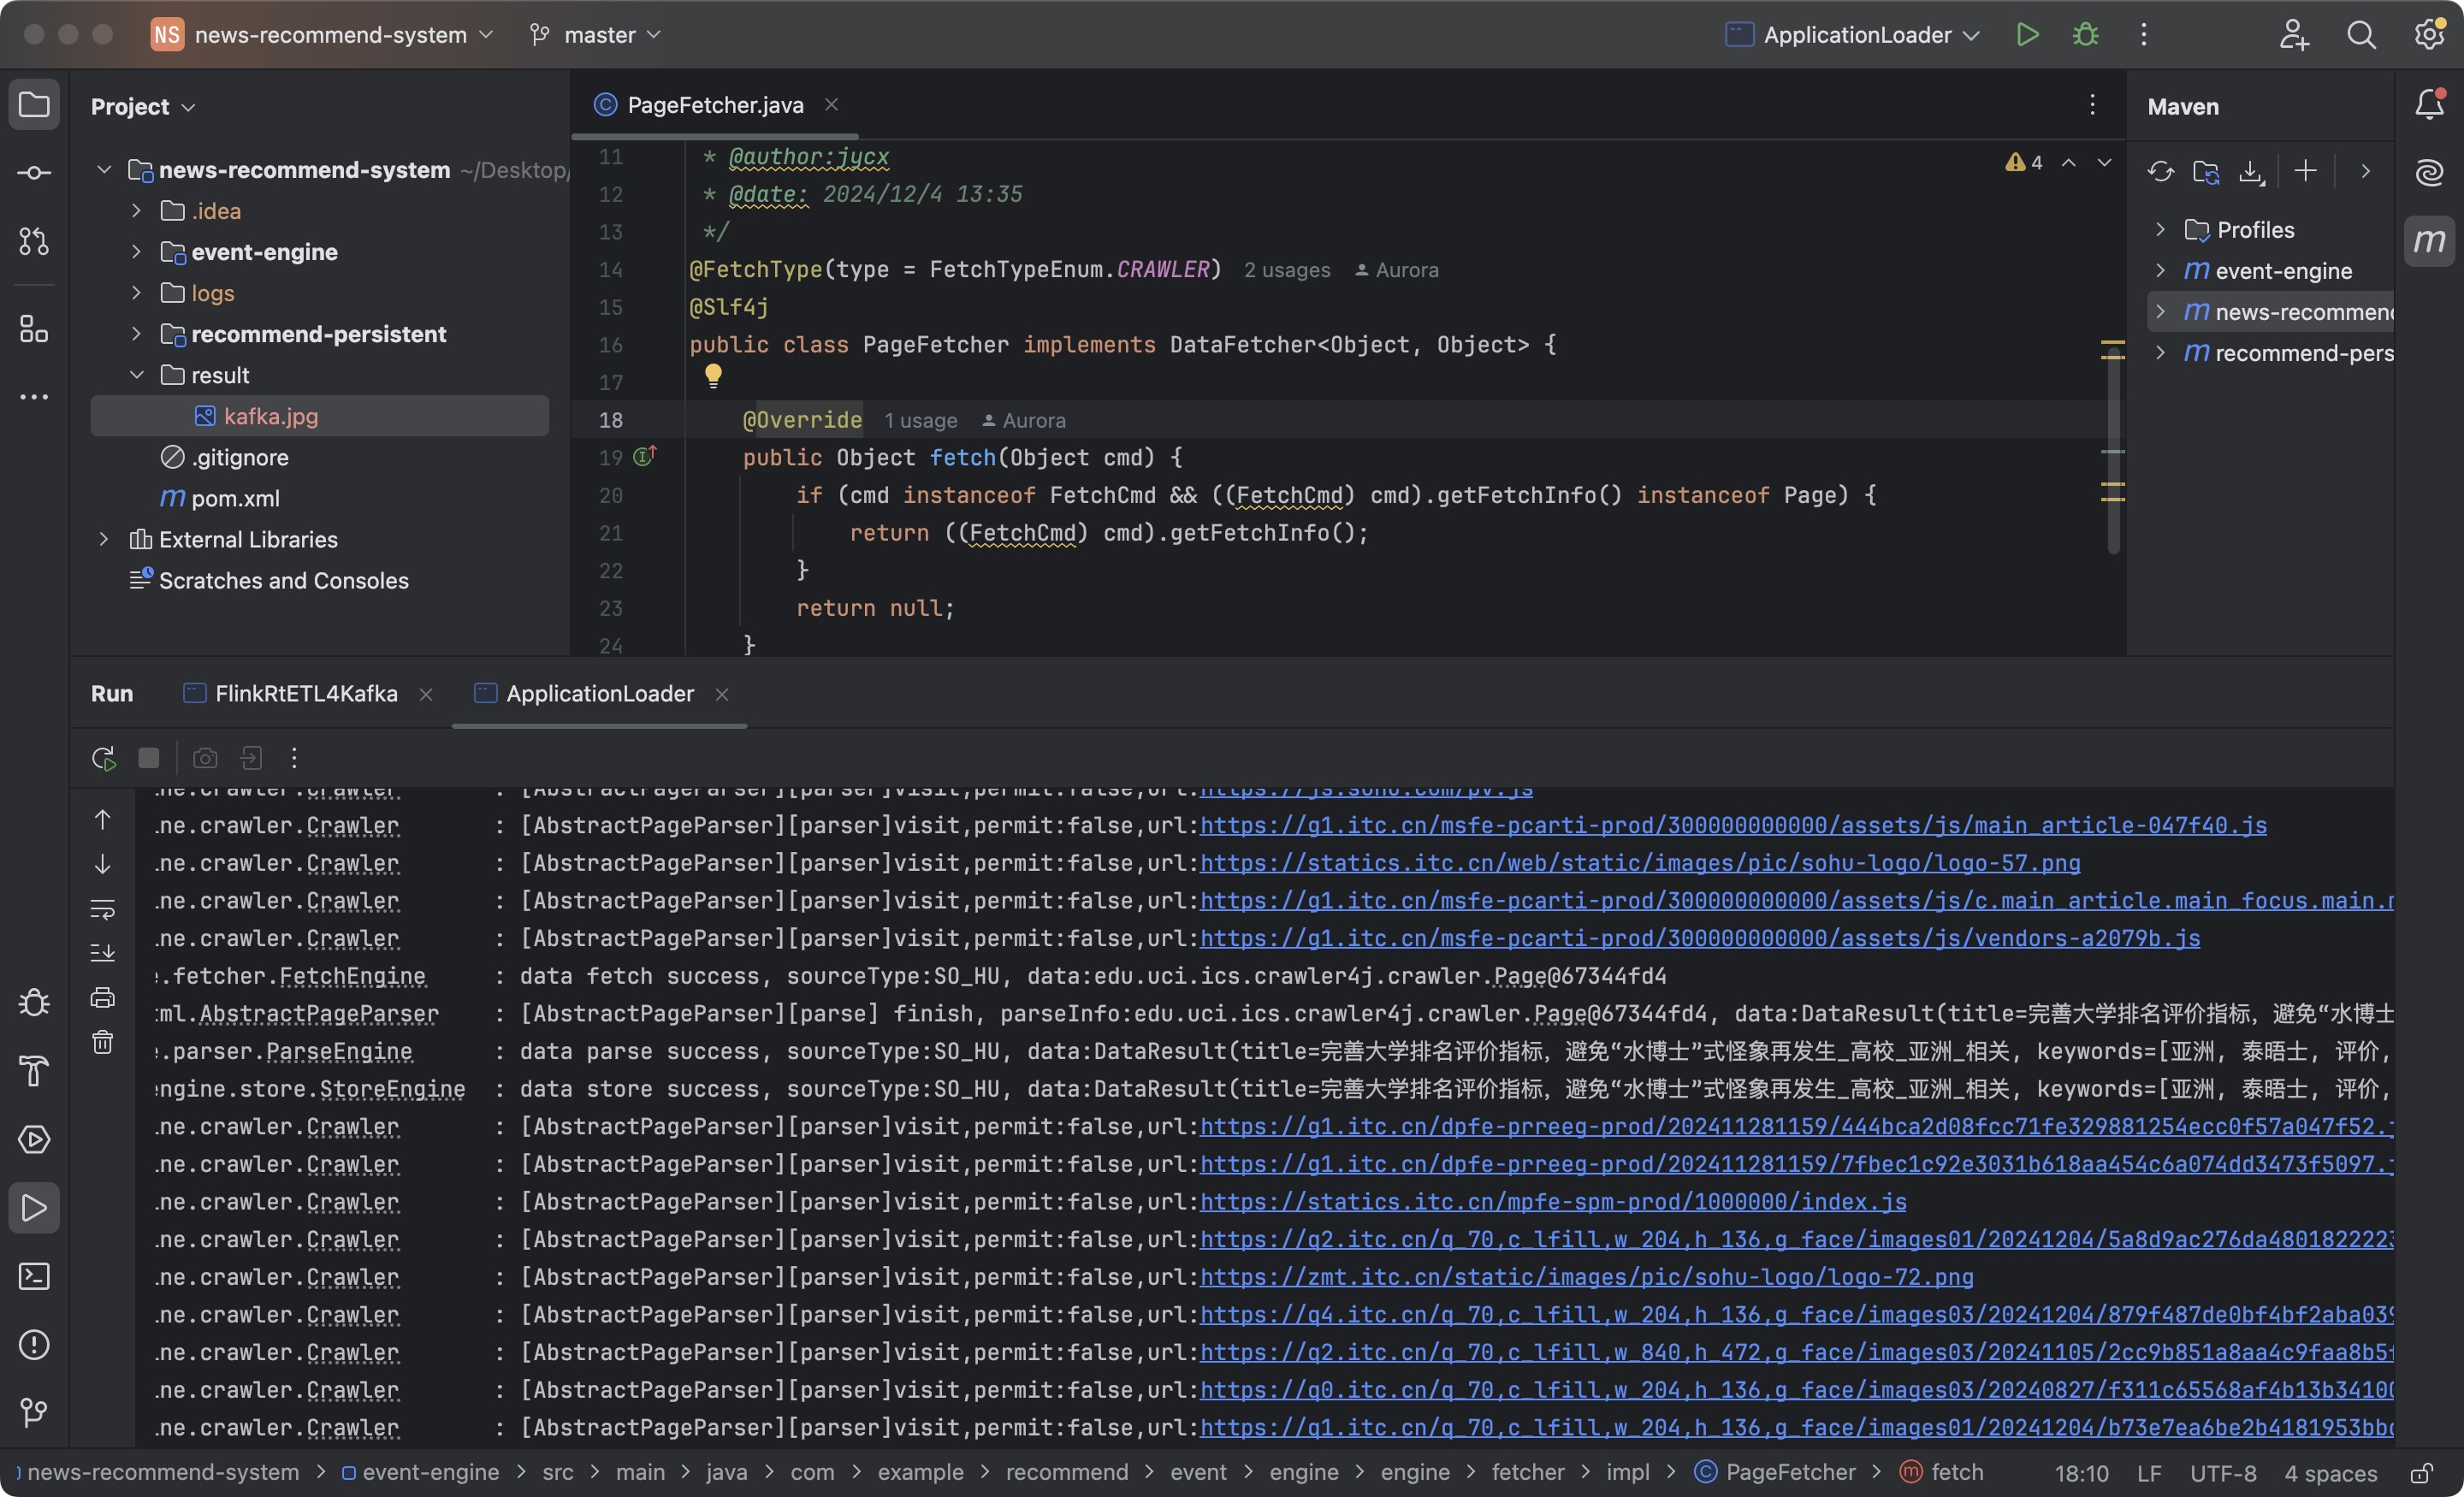 NS news-recommend-system master ApplicationLoader
Project
news-recommend-system ~/Desktop/
.idea
event-engine
logs
recommend-persistent
result
kafka.jpg
.gitignore
m pom.xml
External Libraries
Scratches and Consoles
PageFetcher.java
4
11 * @author:jycx
12 * @date: 2024/12/4 13:35
13 */
14 @FetchType(type = FetchTypeEnum.CRAWLER) 2 usages Aurora
15 @Slf4j
16 public class PageFetcher implements DataFetcher<Object, Object> {
17
18 @Override 1 usage Aurora
19 public Object fetch(Object cmd) {
20 if (cmd instanceof FetchCmd && ((FetchCmd) cmd).getFetchInfo() instanceof Page) {
21 return ((FetchCmd) cmd).getFetchInfo();
22 }
23 return null;
24 }
Maven
Profiles
m event-engine
m news-recommend
m recommend-pers
m
Run FlinkRtETL4Kafka ApplicationLoader
.ne.crawler.Crawler : [AbstractPageParser][parser]visit,permit:false,url:https://js.sohu.com/pv.js
.ne.crawler.Crawler : [AbstractPageParser][parser]visit,permit:false,url:https://g1.itc.cn/msfe-pcarti-prod/300000000000/assets/js/main_article-047f40.js
.ne.crawler.Crawler : [AbstractPageParser][parser]visit,permit:false,url:https://statics.itc.cn/web/static/images/pic/sohu-logo/logo-57.png
.ne.crawler.Crawler : [AbstractPageParser][parser]visit,permit:false,url:https://g1.itc.cn/msfe-pcarti-prod/300000000000/assets/js/c.main_article.main_focus.main.
.ne.crawler.Crawler : [AbstractPageParser][parser]visit,permit:false,url:https://g1.itc.cn/msfe-pcarti-prod/300000000000/assets/js/vendors-a2079b.js
.fetcher.FetchEngine : data fetch success, sourceType:SO_HU, data:edu.uci.ics.crawler4j.crawler.Page@67344fd4
ml.AbstractPageParser : [AbstractPageParser][parse] finish, parseInfo:edu.uci.ics.crawler4j.crawler.Page@67344fd4, data:DataResult(title=完善大学排名评价指标，避免“水博士
.parser.ParseEngine : data parse success, sourceType:SO_HU, data:DataResult(title=完善大学排名评价指标，避免“水博士”式怪象再发生_高校_亚洲_相关, keywords=[亚洲, 泰晤士, 评价,
ngine.store.StoreEngine : data store success, sourceType:SO_HU, data:DataResult(title=完善大学排名评价指标，避免“水博士”式怪象再发生_高校_亚洲_相关, keywords=[亚洲, 泰晤士, 评价,
.ne.crawler.Crawler : [AbstractPageParser][parser]visit,permit:false,url:https://g1.itc.cn/dpfe-prreeg-prod/202411281159/444bca2d08fcc71fe329881254ecc0f57a047f52.
.ne.crawler.Crawler : [AbstractPageParser][parser]visit,permit:false,url:https://g1.itc.cn/dpfe-prreeg-prod/202411281159/7fbec1c92e3031b618aa454c6a074dd3473f5097.
.ne.crawler.Crawler : [AbstractPageParser][parser]visit,permit:false,url:https://statics.itc.cn/mpfe-spm-prod/1000000/index.js
.ne.crawler.Crawler : [AbstractPageParser][parser]visit,permit:false,url:https://q2.itc.cn/q_70,c_lfill,w_204,h_136,g_face/images01/20241204/5a8d9ac276da4801822223
.ne.crawler.Crawler : [AbstractPageParser][parser]visit,permit:false,url:https://zmt.itc.cn/static/images/pic/sohu-logo/logo-72.png
.ne.crawler.Crawler : [AbstractPageParser][parser]visit,permit:false,url:https://q4.itc.cn/q_70,c_lfill,w_204,h_136,g_face/images03/20241204/879f487de0bf4bf2aba039
.ne.crawler.Crawler : [AbstractPageParser][parser]visit,permit:false,url:https://q2.itc.cn/q_70,c_lfill,w_840,h_472,g_face/images03/20241105/2cc9b851a8aa4c9faa8b5f
.ne.crawler.Crawler : [AbstractPageParser][parser]visit,permit:false,url:https://q0.itc.cn/q_70,c_lfill,w_204,h_136,g_face/images03/20240827/f311c65568af4b13b34100
.ne.crawler.Crawler : [AbstractPageParser][parser]visit,permit:false,url:https://q1.itc.cn/q_70,c_lfill,w_204,h_136,g_face/images01/20241204/b73e7ea6be2b4181953bb
news-recommend-system > event-engine > src > main > java > com > example > recommend > event > engine > engine > fetcher > impl > PageFetcher > fetch 18:10 LF UTF-8 4 spaces